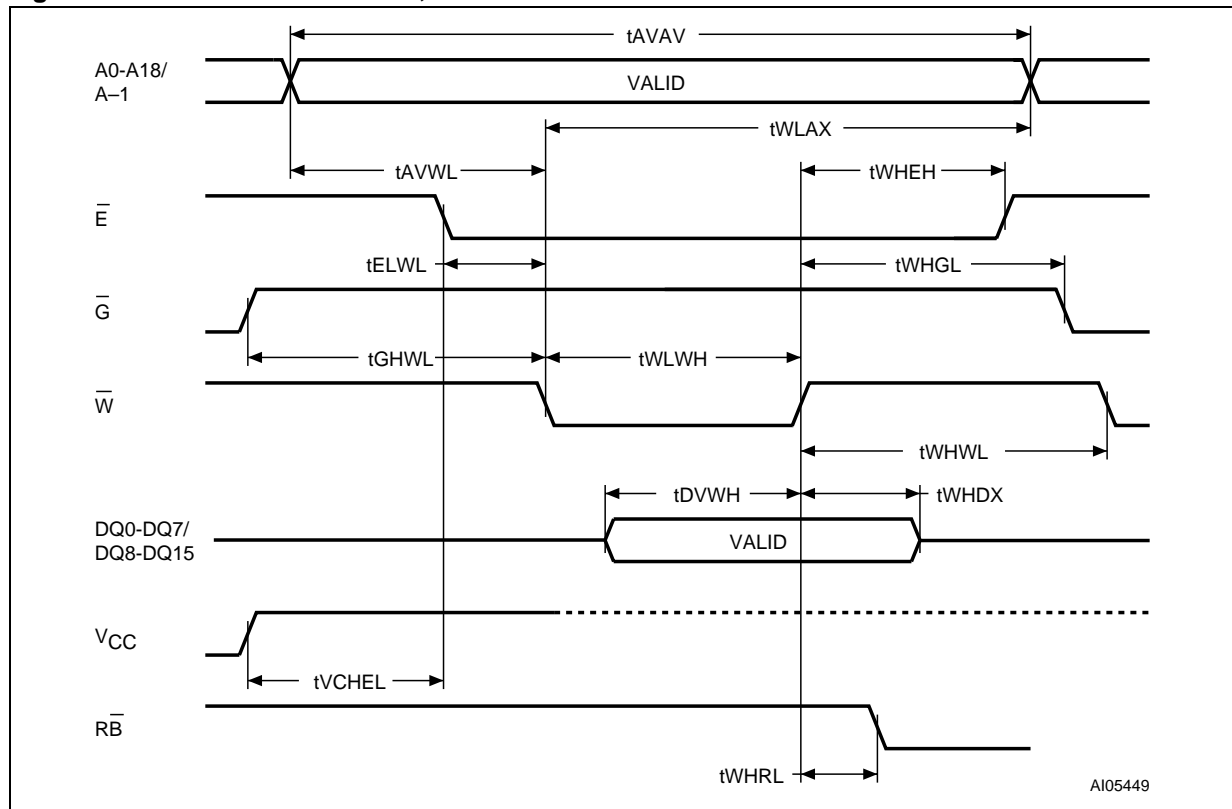 tAVAV
A0-A18/
A–1
VALID
tWLAX
tAVWL
tWHEH
E̅
tELWL
tWHGL
G̅
tGHWL
tWLWH
W̅
tWHWL
tDVWH
tWHDX
DQ0-DQ7/
DQ8-DQ15
VALID
VCC
tVCHEL
RB̅
tWHRL
AI05449